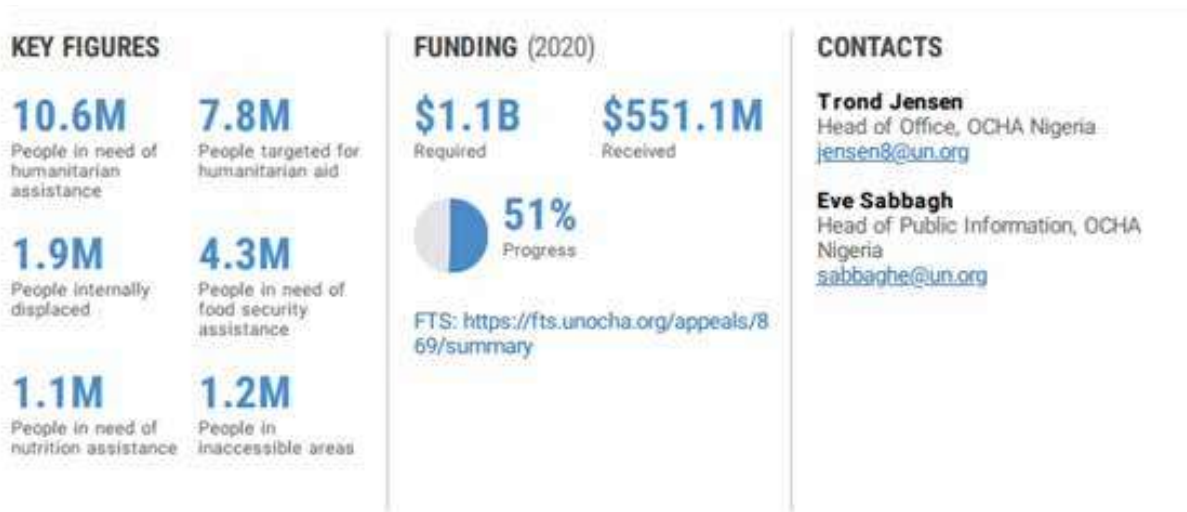 KEY FIGURES
10.6M
People in need of
humanitarian
assistance
7.8M
People targeted for
humanitarian aid
1.9M
People internally
displaced
4.3M
People in need of
food security
assistance
1.1M
People in need of
nutrition assistance
1.2M
People in
inaccessible areas
FUNDING (2020)
$1.1B
Required
$551.1M
Received
51%
Progress
FTS: https://fts.unocha.org/appeals/8
69/summary
CONTACTS
Trond Jensen
Head of Office, OCHA Nigeria
jensen8@un.org
Eve Sabbagh
Head of Public Information, OCHA
Nigeria
sabbaghe@un.org